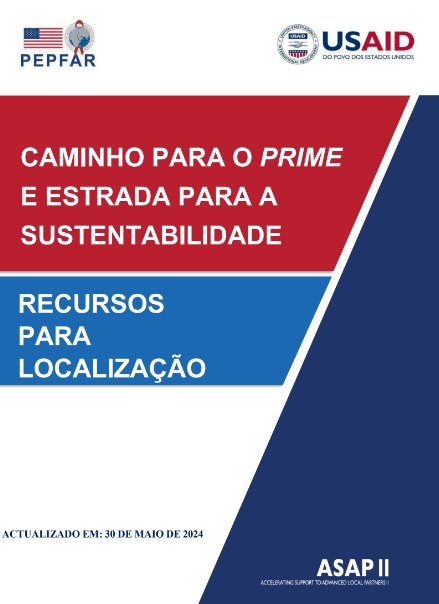 PEPFAR
USAID
DO POVO DOS ESTADOS UNIDOS
CAMINHO PARA O PRIME
E ESTRADA PARA A
SUSTENTABILIDADE
RECURSOS
PARA
LOCALIZAÇÃO
ACTUALIZADO EM: 30 DE MAIO DE 2024
ASAP II
ACCELERATING SUPPORT TO ADVANCED LOCAL PARTNERS II